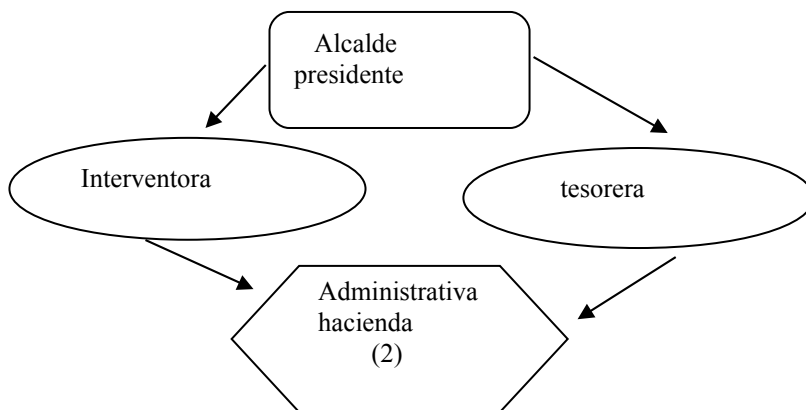 Alcalde
presidente
Interventora
tesorera
Administrativa
hacienda
(2)